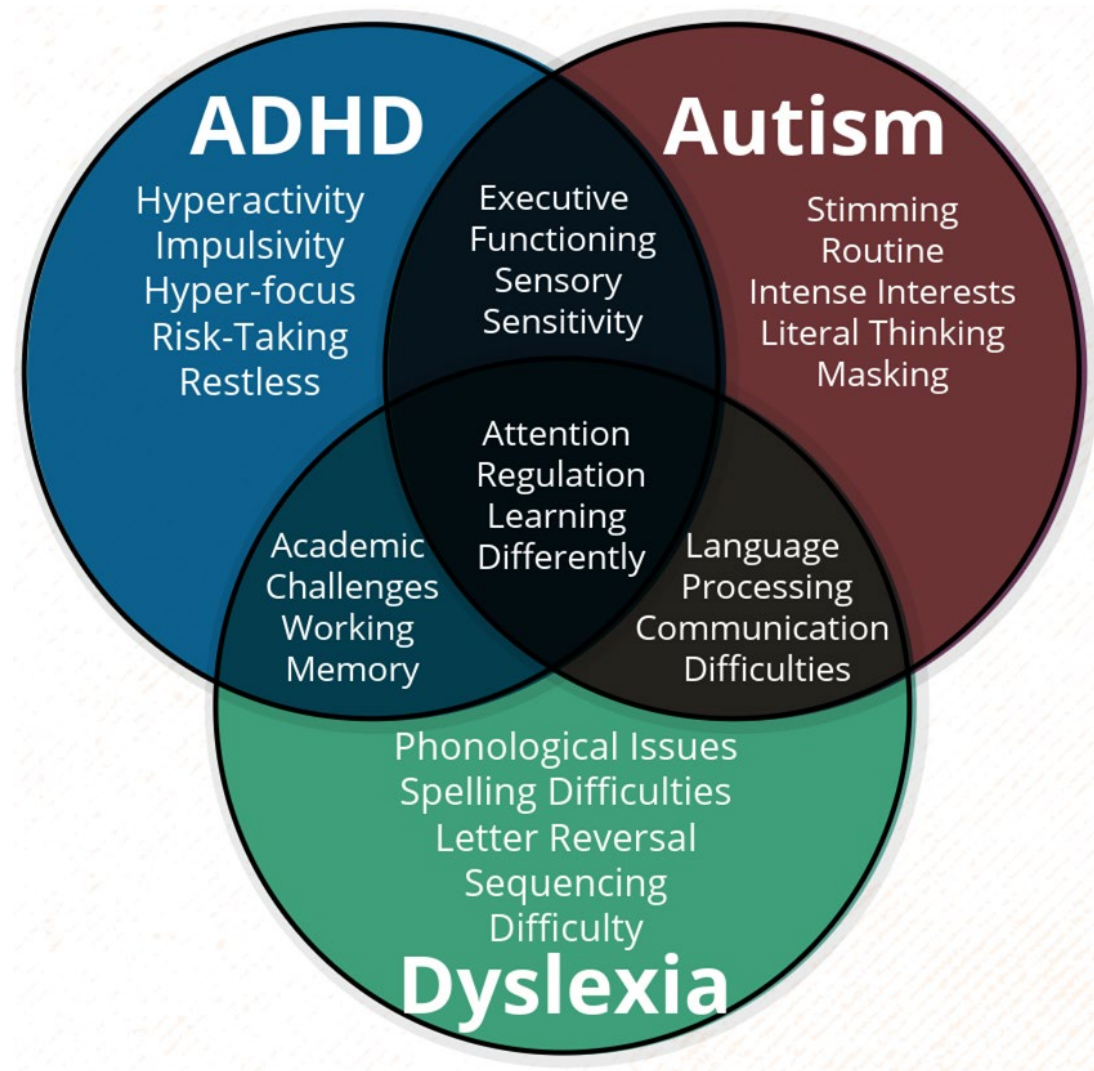 ADHD
Hyperactivity
Impulsivity
Hyper-focus
Risk-Taking
Restless
Executive
Functioning
Sensory
Sensitivity
Autism
Stimming
Routine
Intense Interests
Literal Thinking
Masking
Attention
Regulation
Learning
Differently
Academic
Challenges
Working
Memory
Language
Processing
Communication
Difficulties
Phonological Issues
Spelling Difficulties
Letter Reversal
Sequencing
Difficulty
Dyslexia